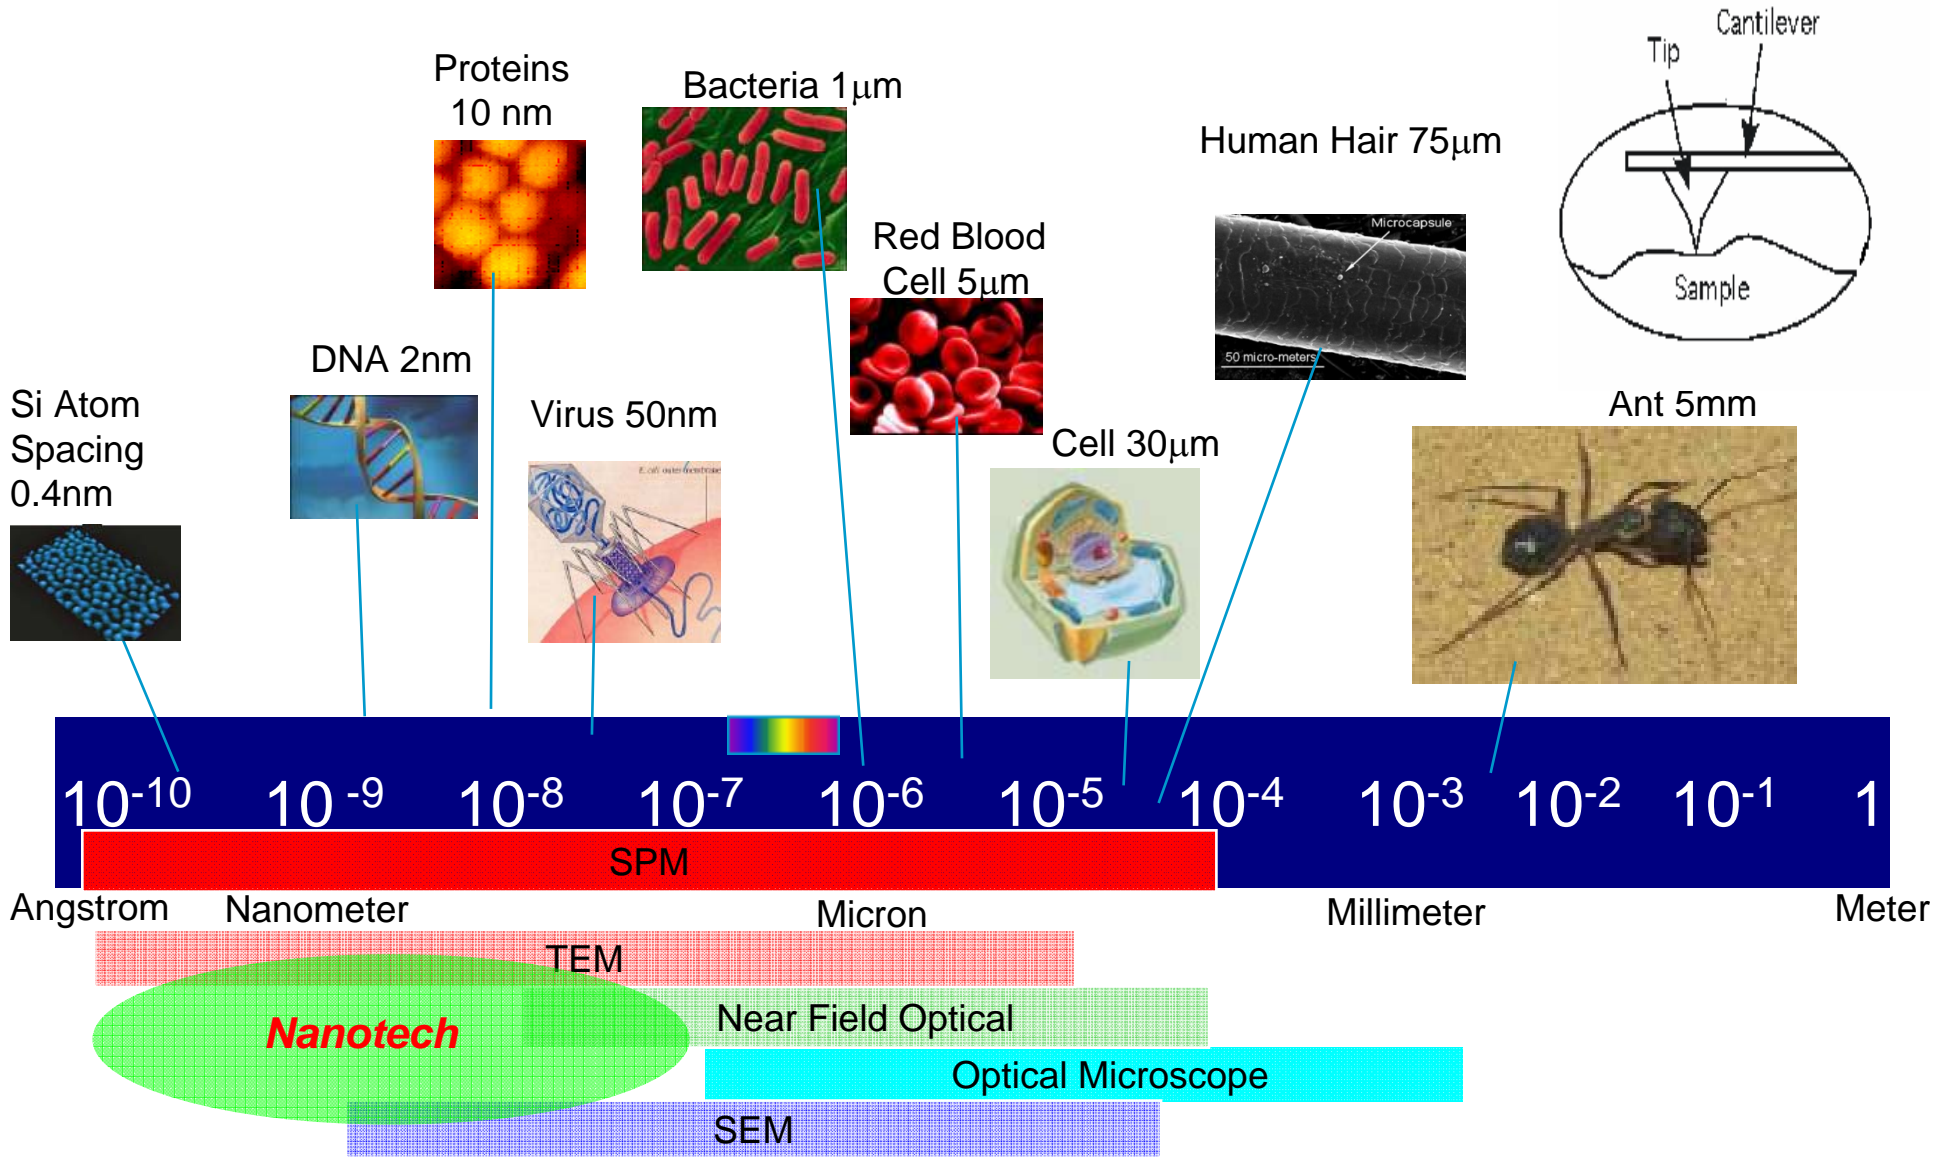 Cantilever
Tip
Sample
Proteins
10 nm
Bacteria 1μm
Human Hair 75μm
Microcapsule
50 micro-meters
Red Blood
Cell 5μm
DNA 2nm
Si Atom
Spacing
0.4nm
Virus 50nm
E. coli outer membrane
Cell 30μm
Ant 5mm
10⁻¹⁰ 10⁻⁹ 10⁻⁸ 10⁻⁷ 10⁻⁶ 10⁻⁵ 10⁻⁴ 10⁻³ 10⁻² 10⁻¹ 1
SPM
Angstrom Nanometer Micron Millimeter Meter
TEM
Near Field Optical
Nanotech
Optical Microscope
SEM